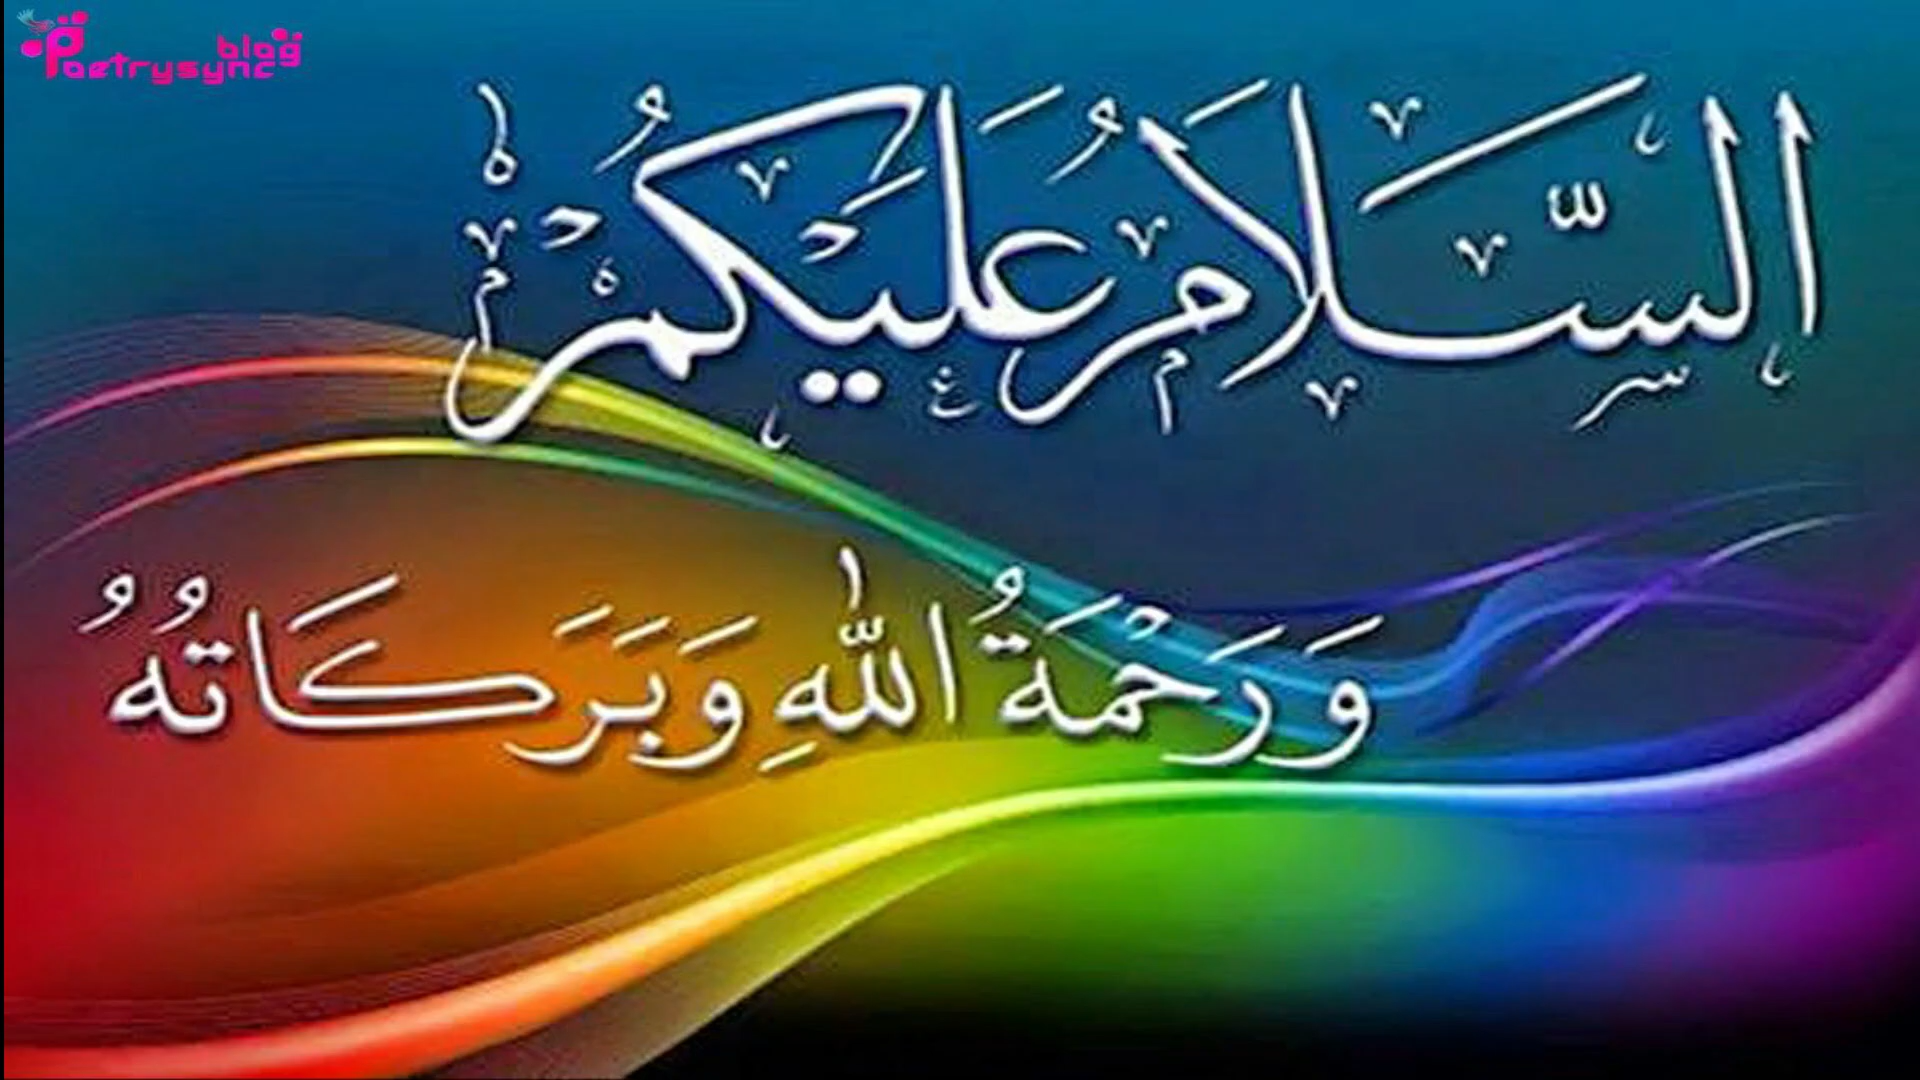 Poetrysync blog
السَّلَامُ عَلَيْكُمْ
وَرَحْمَةُ اللهِ وَبَرَكَاتُهُ